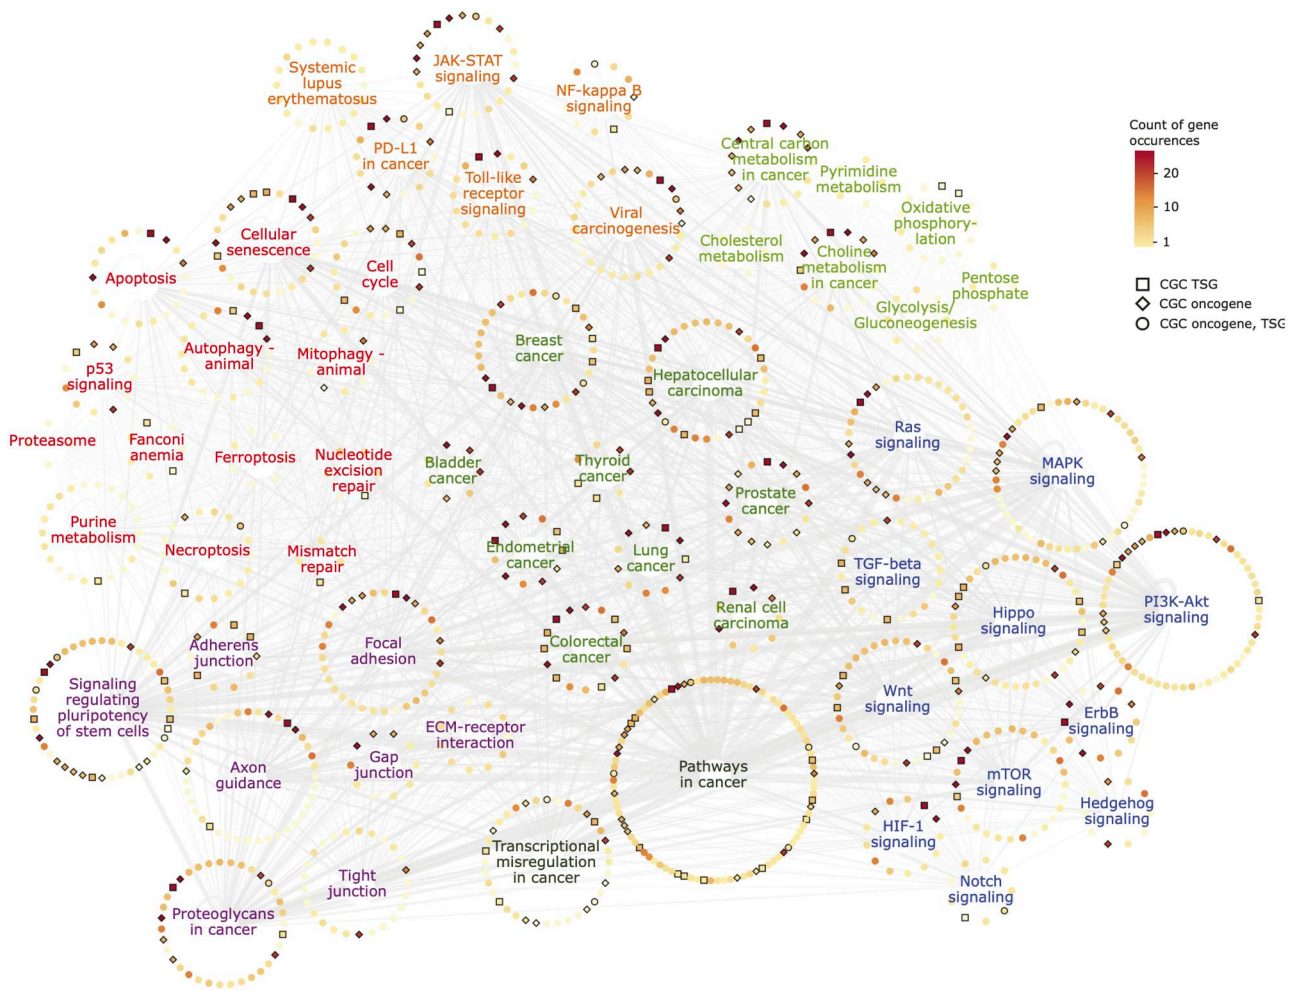 Systemic
lupus
erythematosus
JAK-STAT
signaling
NF-kappa B
signaling
PD-L1
in cancer
Toll-like
receptor
signaling
Viral
carcinogenesis
Central carbon
metabolism
in cancer
Pyrimidine
metabolism
Oxidative
phosphory-
lation
Cholesterol
metabolism
Choline
metabolism
in cancer
Pentose
phosphate
Glycolysis/
Gluconeogenesis
Count of gene
occurences
20
10
1
CGC TSG
CGC oncogene
CGC oncogene, TSG
Cellular
senescence
Apoptosis
Cell
cycle
Autophagy -
animal
Mitophagy -
animal
p53
signaling
Proteasome
Fanconi
anemia
Ferroptosis
Nucleotide
excision
repair
Purine
metabolism
Necroptosis
Mismatch
repair
Breast
cancer
Hepatocellular
carcinoma
Bladder
cancer
Thyroid
cancer
Prostate
cancer
Endometrial
cancer
Lung
cancer
Renal cell
carcinoma
Colorectal
cancer
Ras
signaling
MAPK
signaling
TGF-beta
signaling
Hippo
signaling
PI3K-Akt
signaling
Wnt
signaling
ErbB
signaling
mTOR
signaling
Hedgehog
signaling
HIF-1
signaling
Notch
signaling
Adherens
junction
Focal
adhesion
Signaling
regulating
pluripotency
of stem cells
ECM-receptor
interaction
Gap
junction
Axon
guidance
Tight
junction
Proteoglycans
in cancer
Pathways
in cancer
Transcriptional
misregulation
in cancer